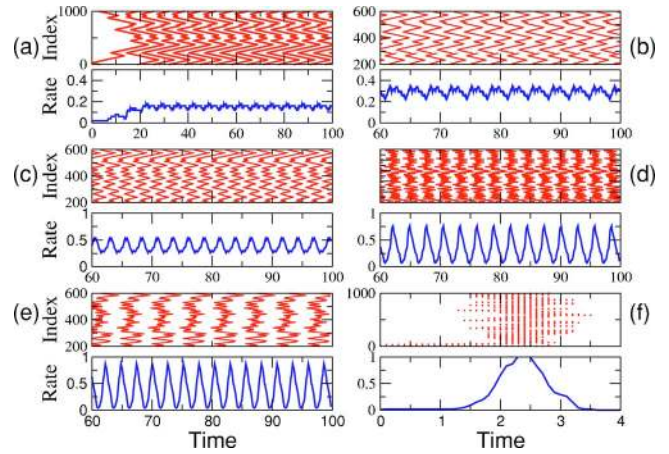 (a) Index 1000 0
Rate 0.4 0.2 0
0 20 40 60 80 100
(b) 600 400 200
0.4 0.2 0
60 70 80 90 100
(c) Index 600 400 200
Rate 1 0.5 0
60 70 80 90 100
(d)
1 0.5 0
60 70 80 90 100
(e) Index 600 400 200
Rate 1 0.5 0
60 70 80 90 100
Time
(f) 1000 0
1 0.5 0
0 1 2 3 4
Time